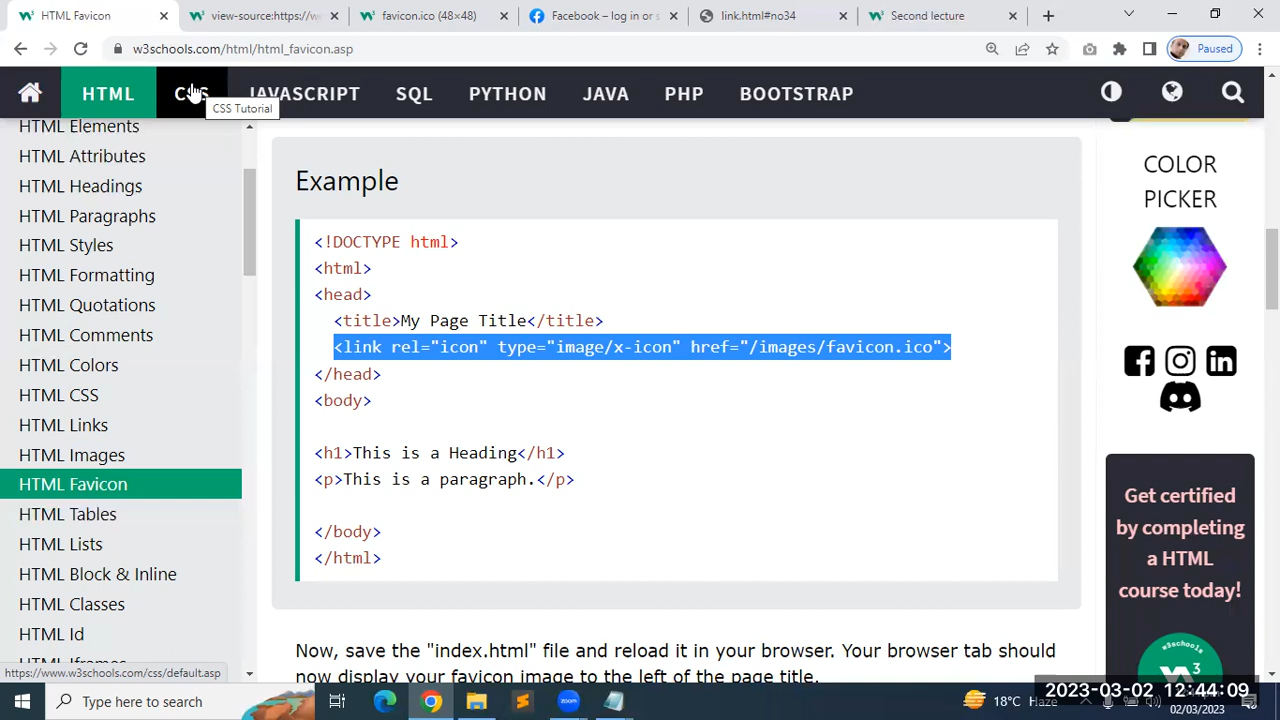 HTML Favicon
view-source:https://w
favicon.ico (48×48)
Facebook – log in or s
link.html#no34
Second lecture
w3schools.com/html/html_favicon.asp
Paused
HTML
CSS
JAVASCRIPT
SQL
PYTHON
JAVA
PHP
BOOTSTRAP
CSS Tutorial
HTML Elements
HTML Attributes
HTML Headings
HTML Paragraphs
HTML Styles
HTML Formatting
HTML Quotations
HTML Comments
HTML Colors
HTML CSS
HTML Links
HTML Images
HTML Favicon
HTML Tables
HTML Lists
HTML Block & Inline
HTML Classes
HTML Id
HTML Iframes
https://www.w3schools.com/css/default.asp
Example
<!DOCTYPE html>
<html>
<head>
<title>My Page Title</title>
<link rel="icon" type="image/x-icon" href="/images/favicon.ico">
</head>
<body>
<h1>This is a Heading</h1>
<p>This is a paragraph.</p>
</body>
</html>
Now, save the "index.html" file and reload it in your browser. Your browser tab should
now display your favicon image to the left of the page title.
COLOR
PICKER
Get certified
by completing
a HTML
course today!
w3schools
Type here to search
zoom
18°C Haze
2023-03-02 12:44:09
02/03/2023